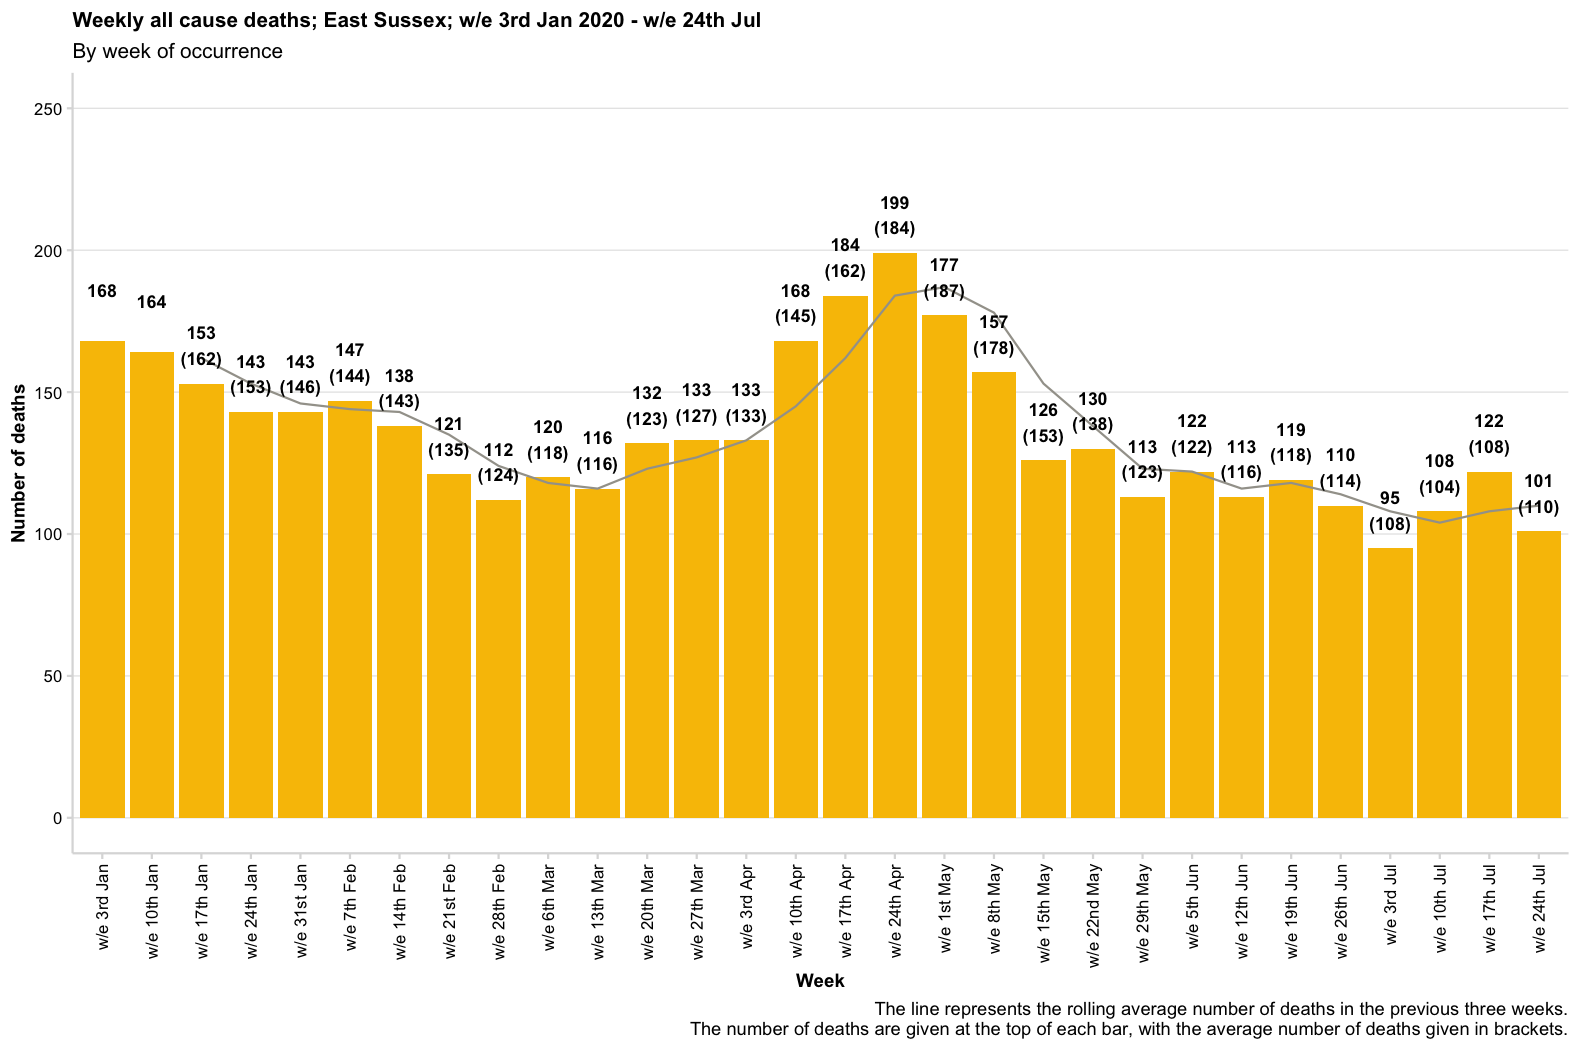 Weekly all cause deaths; East Sussex; w/e 3rd Jan 2020 - w/e 24th Jul
By week of occurrence
Number of deaths
250
200
150
100
50
0
168
164
153
(162)
143
(153)
143
(146)
147
(144)
138
(143)
121
(135)
112
(124)
120
(118)
116
(116)
132
(123)
133
(127)
133
(133)
168
(145)
184
(162)
199
(184)
177
(187)
157
(178)
126
(153)
130
(138)
113
(123)
122
(122)
113
(116)
119
(118)
110
(114)
95
(108)
108
(104)
122
(108)
101
(110)
w/e 3rd Jan
w/e 10th Jan
w/e 17th Jan
w/e 24th Jan
w/e 31st Jan
w/e 7th Feb
w/e 14th Feb
w/e 21st Feb
w/e 28th Feb
w/e 6th Mar
w/e 13th Mar
w/e 20th Mar
w/e 27th Mar
w/e 3rd Apr
w/e 10th Apr
w/e 17th Apr
w/e 24th Apr
w/e 1st May
w/e 8th May
w/e 15th May
w/e 22nd May
w/e 29th May
w/e 5th Jun
w/e 12th Jun
w/e 19th Jun
w/e 26th Jun
w/e 3rd Jul
w/e 10th Jul
w/e 17th Jul
w/e 24th Jul
Week
The line represents the rolling average number of deaths in the previous three weeks.
The number of deaths are given at the top of each bar, with the average number of deaths given in brackets.